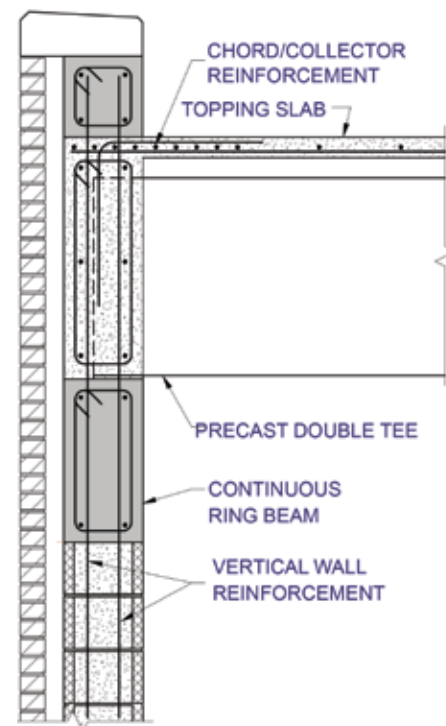 CHORD/COLLECTOR
REINFORCEMENT
TOPPING SLAB
PRECAST DOUBLE TEE
CONTINUOUS
RING BEAM
VERTICAL WALL
REINFORCEMENT